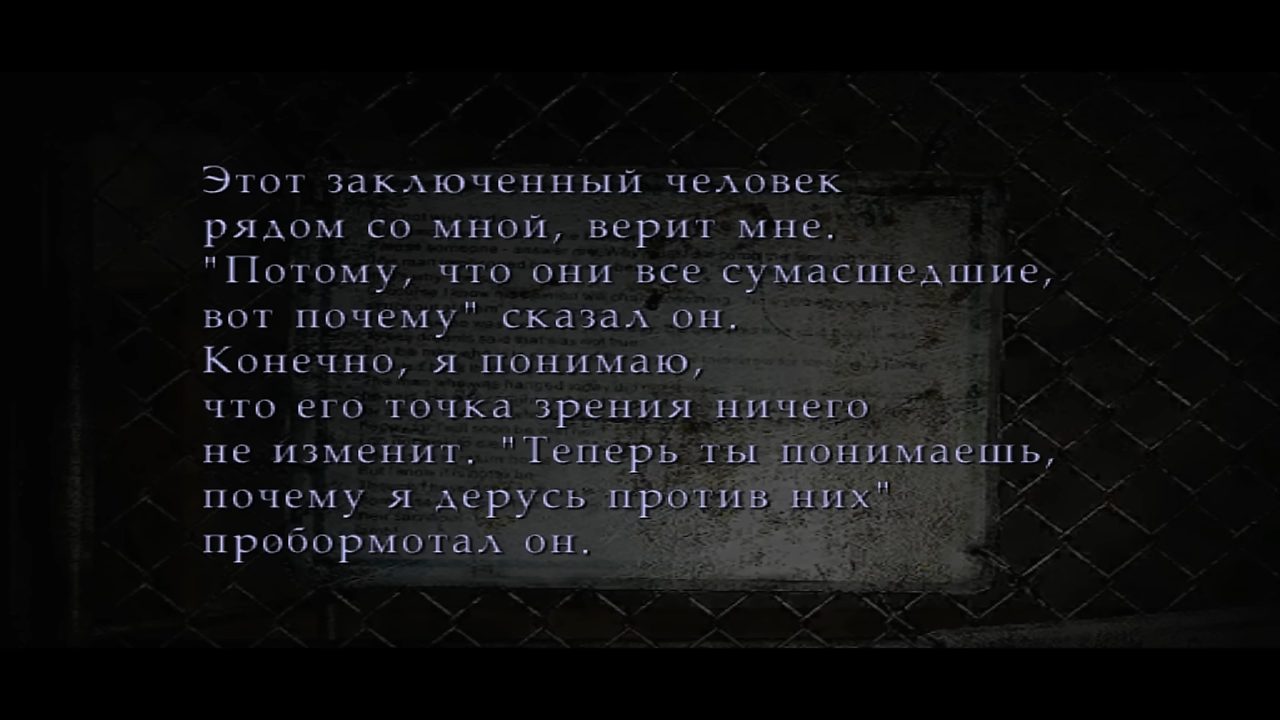 Этот заключенный человек
рядом со мной, верит мне.
"Потому, что они все сумасшедшие,
вот почему" сказал он.
Конечно, я понимаю,
что его точка зрения ничего
не изменит. "Теперь ты понимаешь,
почему я дерусь против них"
пробормотал он.